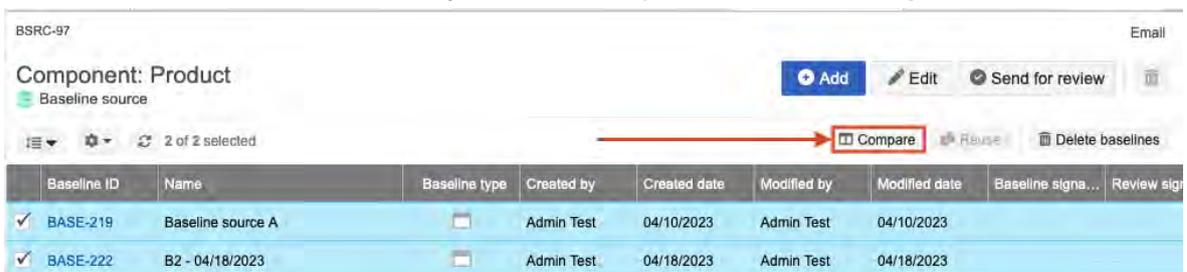 BSRC-97 Email
Component: Product
Add Edit Send for review
Baseline source
2 of 2 selected Compare Reuse Delete baselines
Baseline ID Name Baseline type Created by Created date Modified by Modified date Baseline signa... Review sign
BASE-219 Baseline source A Admin Test 04/10/2023 Admin Test 04/10/2023
BASE-222 B2 - 04/18/2023 Admin Test 04/18/2023 Admin Test 04/18/2023